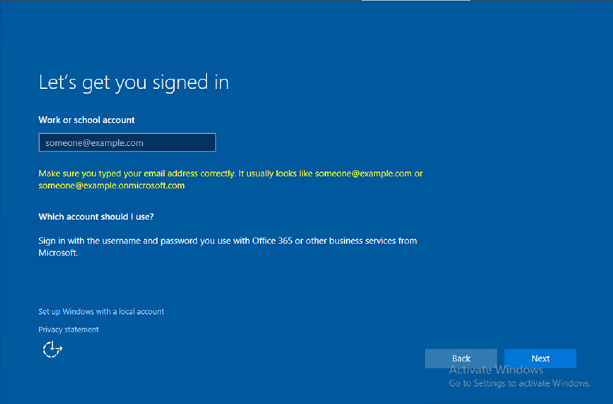 Let's get you signed in
Work or school account
someone@example.com
Make sure you typed your email address correctly. It usually looks like someone@example.com or
someone@example.onmicrosoft.com
Which account should I use?
Sign in with the username and password you use with Office 365 or other business services from
Microsoft.
Set up Windows with a local account
Privacy statement
Back
Next
Activate Windows
Go to Settings to activate Windows.